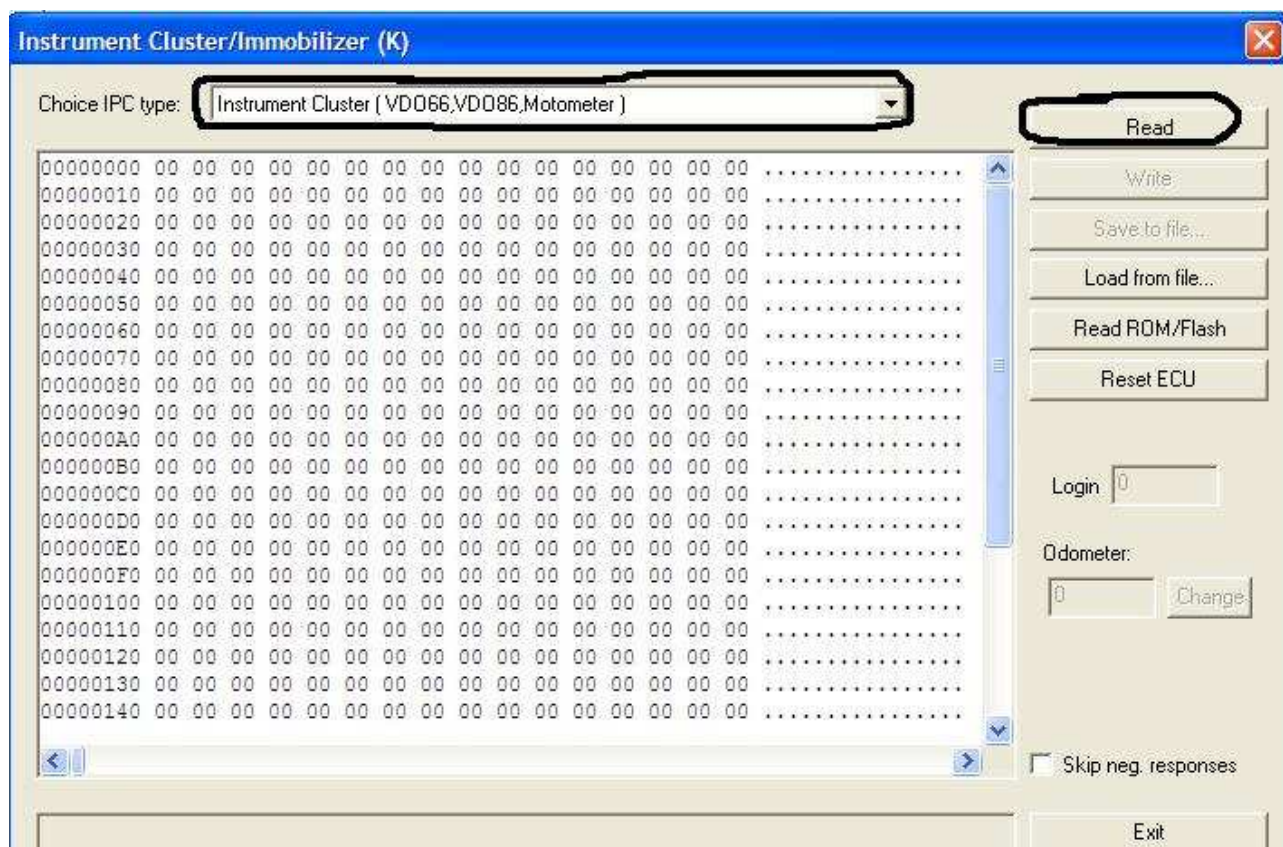 Instrument Cluster/Immobilizer (K)
Choice IPC type: Instrument Cluster ( VDO66,VDO86,Motometer )
Read
00000000 00 00 00 00 00 00 00 00 00 00 00 00 00 00 00 00 ................
00000010 00 00 00 00 00 00 00 00 00 00 00 00 00 00 00 00 ................
00000020 00 00 00 00 00 00 00 00 00 00 00 00 00 00 00 00 ................
00000030 00 00 00 00 00 00 00 00 00 00 00 00 00 00 00 00 ................
00000040 00 00 00 00 00 00 00 00 00 00 00 00 00 00 00 00 ................
00000050 00 00 00 00 00 00 00 00 00 00 00 00 00 00 00 00 ................
00000060 00 00 00 00 00 00 00 00 00 00 00 00 00 00 00 00 ................
00000070 00 00 00 00 00 00 00 00 00 00 00 00 00 00 00 00 ................
00000080 00 00 00 00 00 00 00 00 00 00 00 00 00 00 00 00 ................
00000090 00 00 00 00 00 00 00 00 00 00 00 00 00 00 00 00 ................
000000A0 00 00 00 00 00 00 00 00 00 00 00 00 00 00 00 00 ................
000000B0 00 00 00 00 00 00 00 00 00 00 00 00 00 00 00 00 ................
000000C0 00 00 00 00 00 00 00 00 00 00 00 00 00 00 00 00 ................
000000D0 00 00 00 00 00 00 00 00 00 00 00 00 00 00 00 00 ................
000000E0 00 00 00 00 00 00 00 00 00 00 00 00 00 00 00 00 ................
000000F0 00 00 00 00 00 00 00 00 00 00 00 00 00 00 00 00 ................
00000100 00 00 00 00 00 00 00 00 00 00 00 00 00 00 00 00 ................
00000110 00 00 00 00 00 00 00 00 00 00 00 00 00 00 00 00 ................
00000120 00 00 00 00 00 00 00 00 00 00 00 00 00 00 00 00 ................
00000130 00 00 00 00 00 00 00 00 00 00 00 00 00 00 00 00 ................
00000140 00 00 00 00 00 00 00 00 00 00 00 00 00 00 00 00 ................
Write
Save to file...
Load from file...
Read ROM/Flash
Reset ECU
Login 0
Odometer:
0 Change
Skip neg. responses
Exit